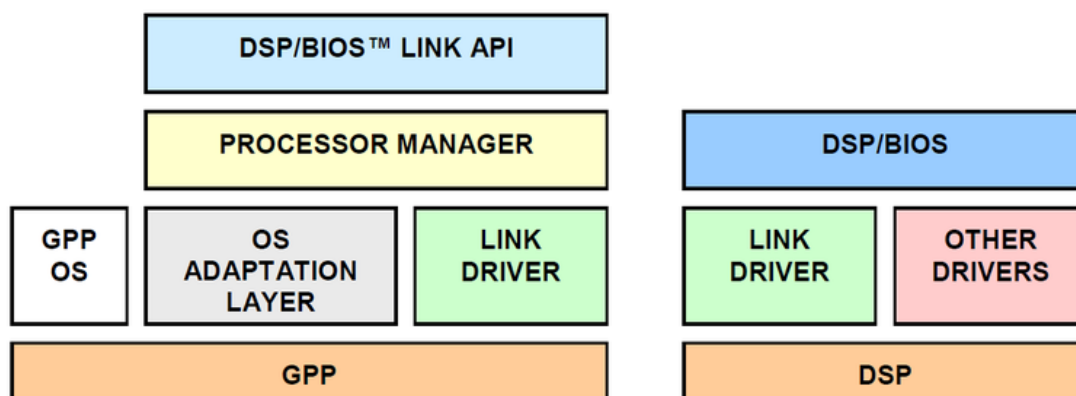 DSP/BIOS™ LINK API
PROCESSOR MANAGER
DSP/BIOS
GPP
OS
OS
ADAPTATION
LAYER
LINK
DRIVER
LINK
DRIVER
OTHER
DRIVERS
GPP
DSP